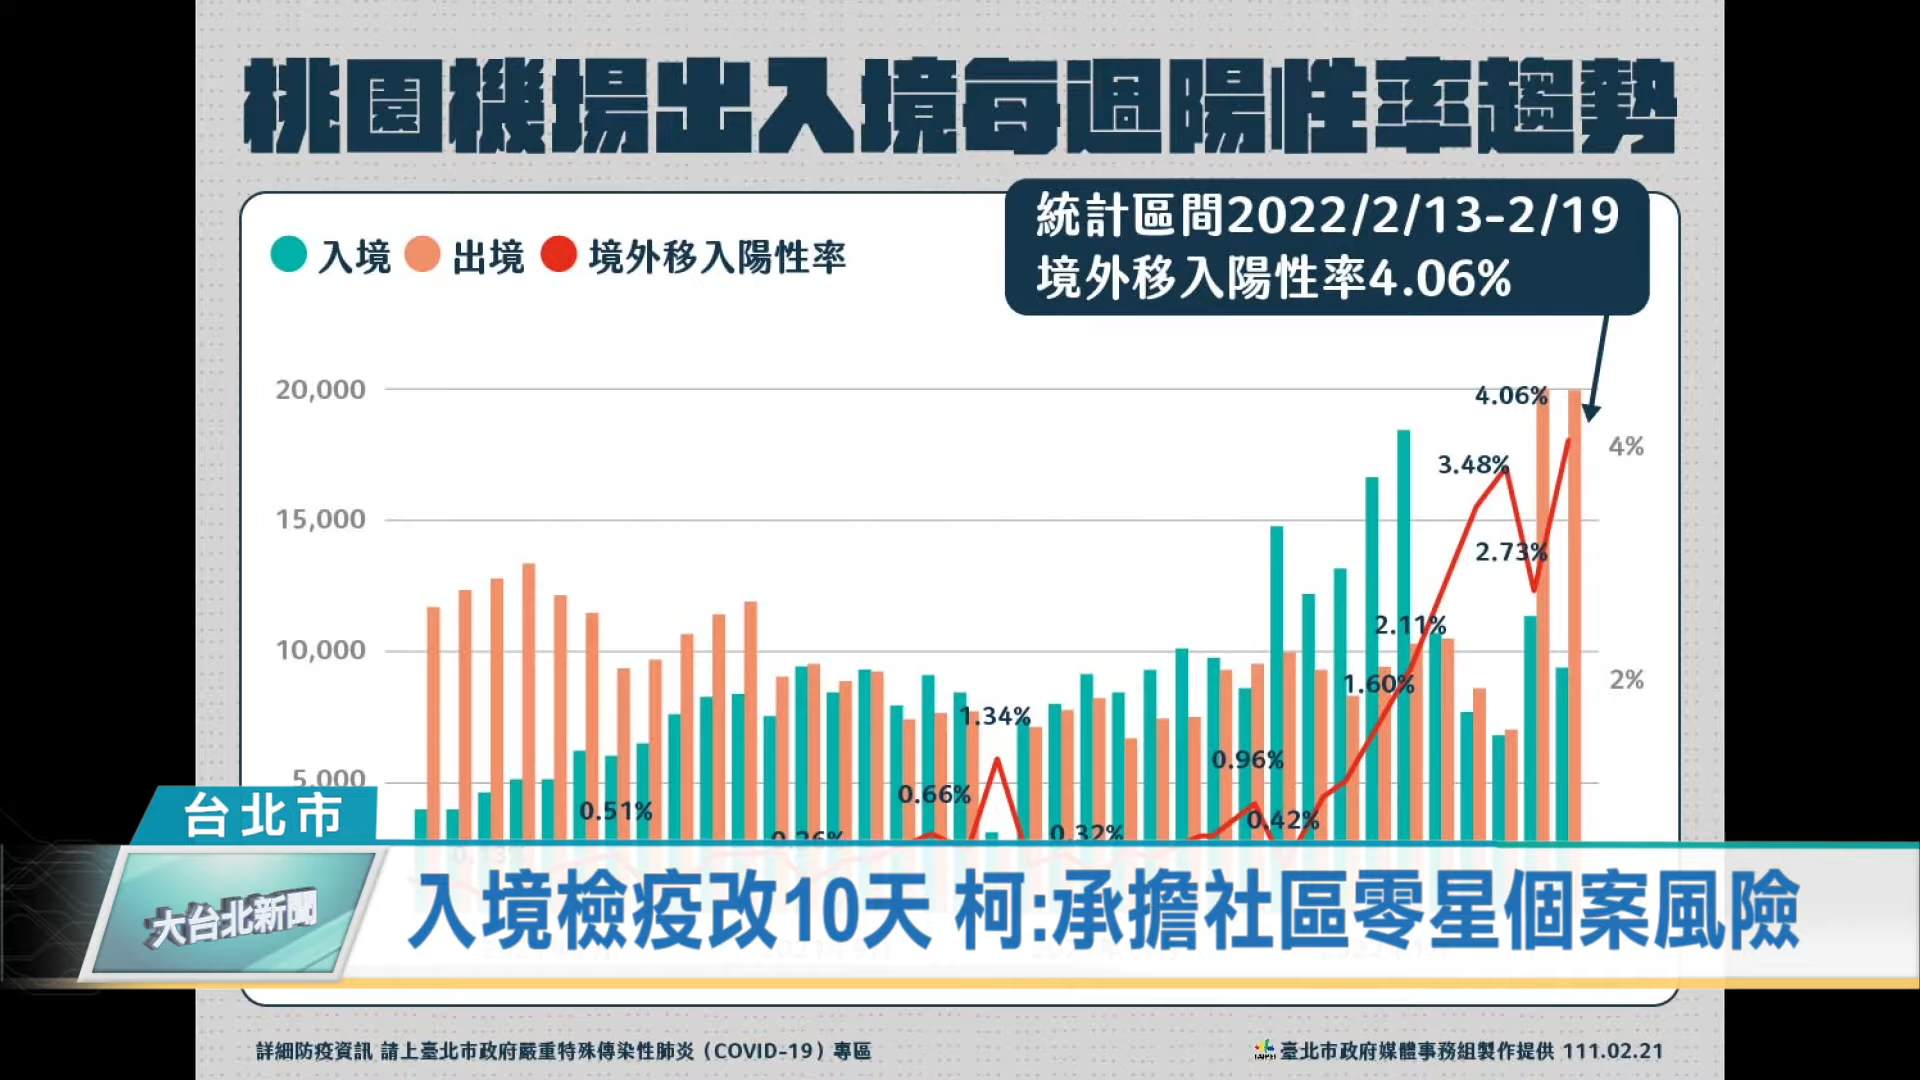 桃園機場出入境每週陽性率趨勢
統計區間2022/2/13-2/19
境外移入陽性率4.06%
入境 出境 境外移入陽性率
20,000
4.06%
4%
3.48%
15,000
2.73%
2.11%
10,000
1.60%
2%
1.34%
0.96%
5,000
0.66%
0.51%
0.42%
0.32%
0.26%
台北市
大台北新聞
入境檢疫改10天 柯:承擔社區零星個案風險
詳細防疫資訊 請上臺北市政府嚴重特殊傳染性肺炎（COVID-19）專區
TAIPEI 臺北市政府媒體事務組製作提供 111.02.21